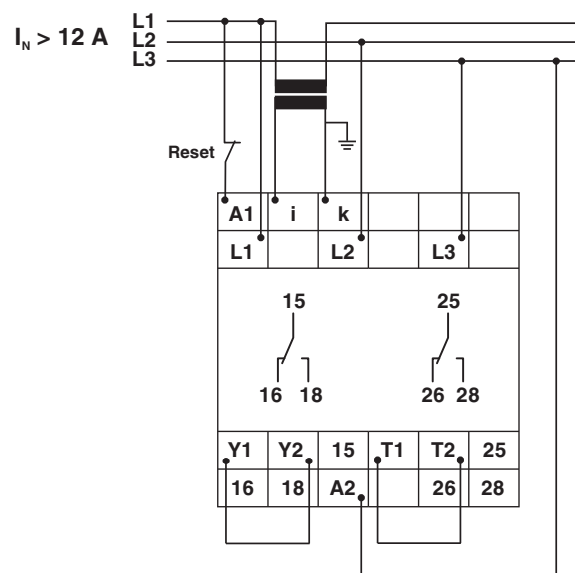 I_N > 12 A
L1
L2
L3
Reset
A1 i k
L1 L2 L3
15 25
16 18 26 28
Y1 Y2 15 T1 T2 25
16 18 A2 26 28